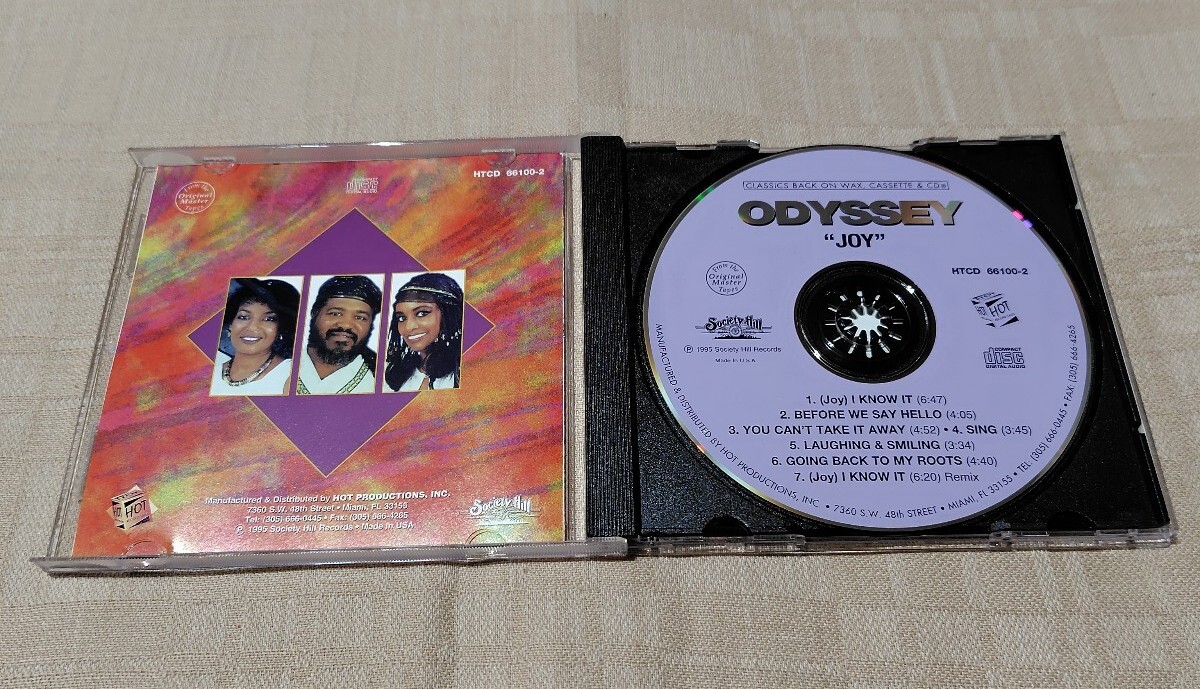 From the
Original
Master
Tapes
COMPACT
disc
DIGITAL AUDIO
HTCD 66100-2
Manufactured & Distributed by HOT PRODUCTIONS, INC.
7360 S.W. 48th Street • Miami, FL 33155
Tel: (305) 666-0445 • Fax: (305) 666-4265
℗ 1995 Society Hill Records • Made in USA
HOT
Society Hill
CLASSICS BACK ON WAX, CASSETTE & CD®
ODYSSEY
“JOY”
From the
Original
Master
Tapes
HTCD 66100-2
Society Hill
℗ 1995 Society Hill Records
Made in U.S.A
HOT
COMPACT
disc
DIGITAL AUDIO
1. (Joy) I KNOW IT (6:47)
2. BEFORE WE SAY HELLO (4:05)
3. YOU CAN'T TAKE IT AWAY (4:52) • 4. SING (3:45)
5. LAUGHING & SMILING (3:34)
6. GOING BACK TO MY ROOTS (4:40)
7. (Joy) I KNOW IT (6:20) Remix
MANUFACTURED & DISTRIBUTED BY HOT PRODUCTIONS, INC • 7360 S.W. 48th STREET • MIAMI, FL 33155 • TEL (305) 666-0445 • FAX: (305) 666-4265